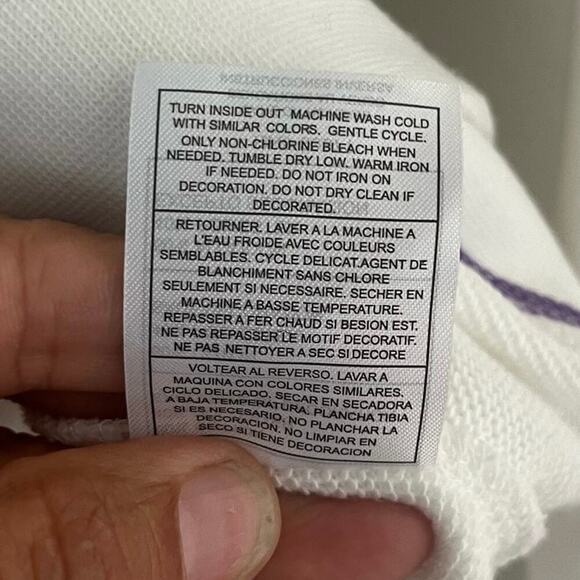 INSTRUCCIONES INVERSA
TURN INSIDE OUT MACHINE WASH COLD
WITH SIMILAR COLORS. GENTLE CYCLE.
ONLY NON-CHLORINE BLEACH WHEN
NEEDED. TUMBLE DRY LOW. WARM IRON
IF NEEDED. DO NOT IRON ON
DECORATION. DO NOT DRY CLEAN IF
DECORATED.
RETOURNER. LAVER A LA MACHINE A
L'EAU FROIDE AVEC COULEURS
SEMBLABLES. CYCLE DELICAT.AGENT DE
BLANCHIMENT SANS CHLORE
SEULEMENT SI NECESSAIRE. SECHER EN
MACHINE A BASSE TEMPERATURE.
REPASSER A FER CHAUD SI BESION EST.
NE PAS REPASSER LE MOTIF DECORATIF.
NE PAS NETTOYER A SEC SI DECORE
VOLTEAR AL REVERSO. LAVAR A
MAQUINA CON COLORES SIMILARES.
CICLO DELICADO. SECAR EN SECADORA
A BAJA TEMPERATURA. PLANCHA TIBIA
SI ES NECESARIO. NO PLANCHAR LA
DECORACION. NO LIMPIAR EN
SECO SI TIENE DECORACION